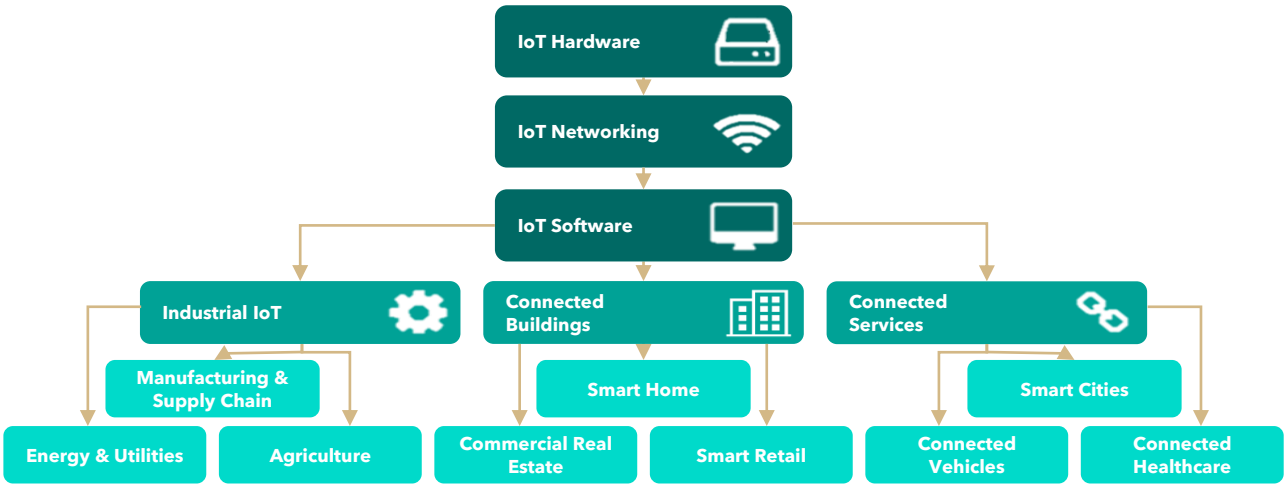 IoT Hardware
IoT Networking
IoT Software
Industrial IoT
Connected
Buildings
Connected
Services
Manufacturing &
Supply Chain
Smart Home
Smart Cities
Energy & Utilities
Agriculture
Commercial Real
Estate
Smart Retail
Connected
Vehicles
Connected
Healthcare